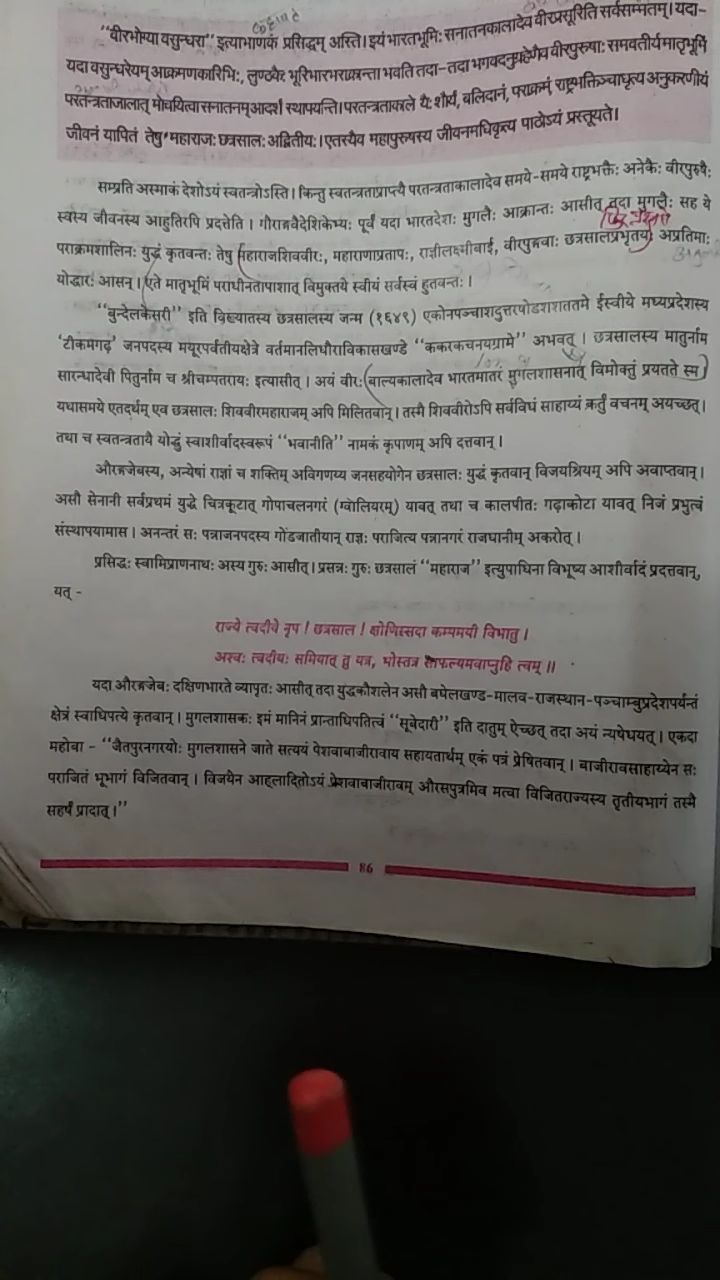 “वीरभोग्या वसुन्धरा” इत्याभाणकं प्रसिद्धम् अस्ति। इयं भारतभूमिः सनातनकालादेव वीरप्रसूरिति सर्वसम्मतम्। यदा-
यदा वसुन्धरेयम् आक्रमणकारिभिः, लुण्ठकैः भूरिभारभराक्रान्ता भवति तदा-तदा भगवदनुग्रहेणैव वीरपुरुषाः समवतीर्य मातृभूमिं
परतन्त्रताजालात् मोचयित्वा सनातनम् आदर्शं स्थापयन्ति। परतन्त्रताकाले यैः शौर्यं, बलिदानं, पराक्रमं राष्ट्रभक्तिञ्चाधृत्य अनुकरणीयं
जीवनं यापितं तेषु महाराजः छत्रसालः अद्वितीयः। एतस्यैव महापुरुषस्य जीवनमधिकृत्य पाठोऽयं प्रस्तूयते।
सम्प्रति अस्माकं देशोऽयं स्वतन्त्रोऽस्ति। किन्तु स्वतन्त्रताप्राप्त्यै परतन्त्रताकालादेव समये-समये राष्ट्रभक्तैः अनेकैः वीरपुरुषैः
स्वस्य जीवनस्य आहुतिरपि प्रदत्तेति । गौराङ्गवैदेशिकेभ्यः पूर्वं यदा भारतदेशः मुगलैः आक्रान्तः आसीत् तदा मुगलैः सह ये
पराक्रमशालिनः युद्धं कृतवन्तः तेषु महाराजशिववीरः, महाराणाप्रतापः, राज्ञीलक्ष्मीबाई, वीरपुङ्गवाः छत्रसालप्रभृतयः अप्रतिमाः
योद्धारः आसन् । एते मातृभूमिं पराधीनतापाशात् विमुक्तये स्वीयं सर्वस्वं हुतवन्तः ।
“बुन्देलकेसरी” इति विख्यातस्य छत्रसालस्य जन्म (१६४९) एकोनपञ्चाशदुत्तरषोडशशततमे ईस्वीये मध्यप्रदेशस्य
‘टीकमगढ़’ जनपदस्य मयूरपर्वतीयक्षेत्रे वर्तमानलिधौराविकासखण्डे “ककरकचनयग्रामे” अभवत् । छत्रसालस्य मातुर्नाम
सारन्धादेवी पितुर्नाम च श्रीचम्पतरायः इत्यासीत् । अयं वीरः बाल्यकालादेव भारतमातरं मुगलशासनात् विमोक्तुं प्रयतते स्म
यथासमये एतदर्थम् एव छत्रसालः शिववीरमहाराजम् अपि मिलितवान् । तस्मै शिववीरोऽपि सर्वविधं साहाय्यं कर्तुं वचनम् अयच्छत्।
तथा च स्वतन्त्रतायै योद्धुं स्वाशीर्वादस्वरूपं “भवानीति” नामकं कृपाणम् अपि दत्तवान् ।
औरङ्गजेबस्य, अन्येषां राज्ञां च शक्तिम् अविगणय्य जनसहयोगेन छत्रसालः युद्धं कृतवान् विजयश्रियम् अपि अवाप्तवान्।
असौ सेनानी सर्वप्रथमं युद्धे चित्रकूटात् गोपाचलनगरं (ग्वालियरम्) यावत् तथा च कालपीतः गढ़ाकोटा यावत् निजं प्रभुत्वं
संस्थापयामास । अनन्तरं सः पन्नाजनपदस्य गोंडजातीयान् राज्ञः पराजित्य पन्नानगरं राजधानीम् अकरोत् ।
प्रसिद्धः स्वामिप्राणनाथः अस्य गुरुः आसीत्। प्रसन्नः गुरुः छत्रसालं “महाराज” इत्युपाधिना विभूष्य आशीर्वादं प्रदत्तवान्,
यत् -
राज्ये त्वदीये नृप ! छत्रसाल ! क्षोणिस्सदा कम्पमयी विभातु ।
अश्वः त्वदीयः समियात् तु यत्र, भोस्तत्र साफल्यमवाप्नुहि त्वम् ॥
यदा औरङ्गजेबः दक्षिणभारते व्यापृतः आसीत् तदा युद्धकौशलेन असौ बघेलखण्ड-मालव-राजस्थान-पञ्चाम्बुप्रदेशपर्यन्तं
क्षेत्रं स्वाधिपत्ये कृतवान् । मुगलशासकः इमं मानिनं प्रान्ताधिपतित्वं “सूबेदारी” इति दातुम् ऐच्छत् तदा अयं न्यषेधयत् । एकदा
महोबा - “जैतपुरनगरयोः मुगलशासने जाते सत्ययं पेशवाबाजीरावाय सहायतार्थम् एकं पत्रं प्रेषितवान् । बाजीरावसाहाय्येन सः
पराजितं भूभागं विजितवान् । विजयेन आह्लादितोऽयं पेशवाबाजीरावम् औरसपुत्रमिव मत्वा विजितराज्यस्य तृतीयभागं तस्मै
सहर्षं प्रादात् ।”
86